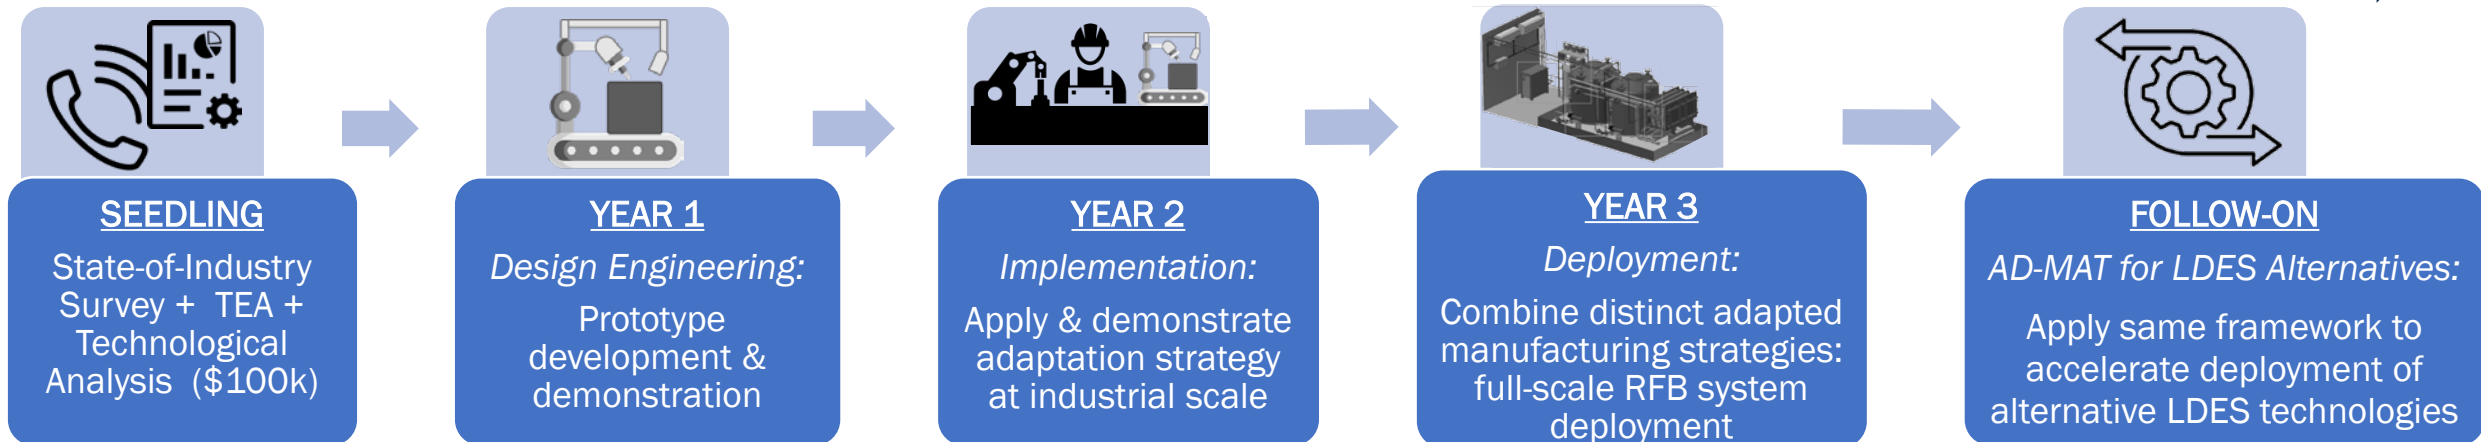 SEEDLING
State-of-Industry
Survey + TEA +
Technological
Analysis ($100k)
YEAR 1
Design Engineering:
Prototype
development &
demonstration
YEAR 2
Implementation:
Apply & demonstrate
adaptation strategy
at industrial scale
YEAR 3
Deployment:
Combine distinct adapted
manufacturing strategies:
full-scale RFB system
deployment
FOLLOW-ON
AD-MAT for LDES Alternatives:
Apply same framework to
accelerate deployment of
alternative LDES technologies